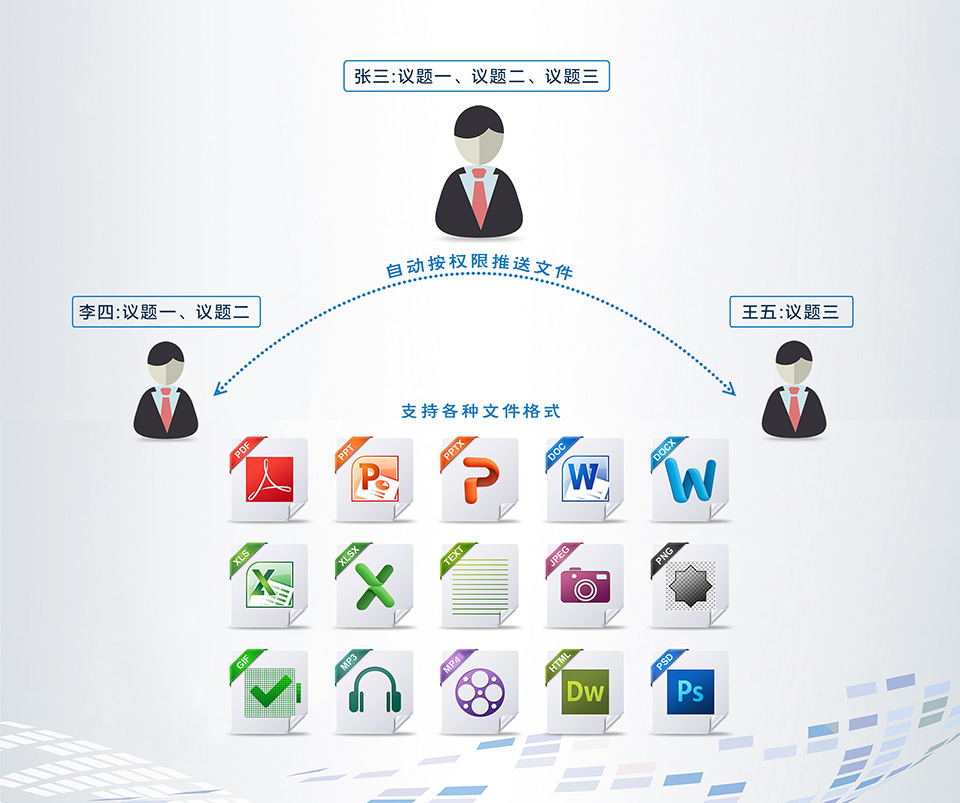 张三:议题一、议题二、议题三
自动按权限推送文件
李四:议题一、议题二
王五:议题三
支持各种文件格式
PDF
PPT
P
PPTX
DOC
W
DOCX
XLS
XLSX
TEXT
JPEG
PNG
GIF
MP3
MP4
HTML
Dw
PSD
Ps